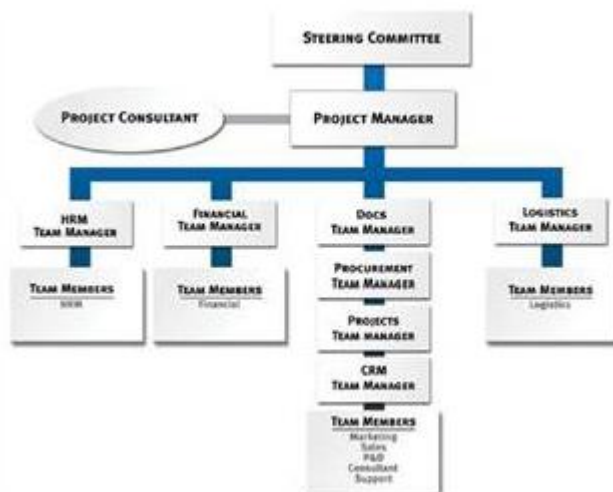 STEERING COMMITTEE
PROJECT CONSULTANT
PROJECT MANAGER
HRM
TEAM MANAGER
FINANCIAL
TEAM MANAGER
DOCS
TEAM MANAGER
LOGISTICS
TEAM MANAGER
TEAM MEMBERS
HRM
TEAM MEMBERS
Financial
PROCUREMENT
TEAM MANAGER
TEAM MEMBERS
Logistics
PROJECTS
TEAM MANAGER
CRM
TEAM MANAGER
TEAM MEMBERS
Marketing
Sales
P&D
Consultant
Support